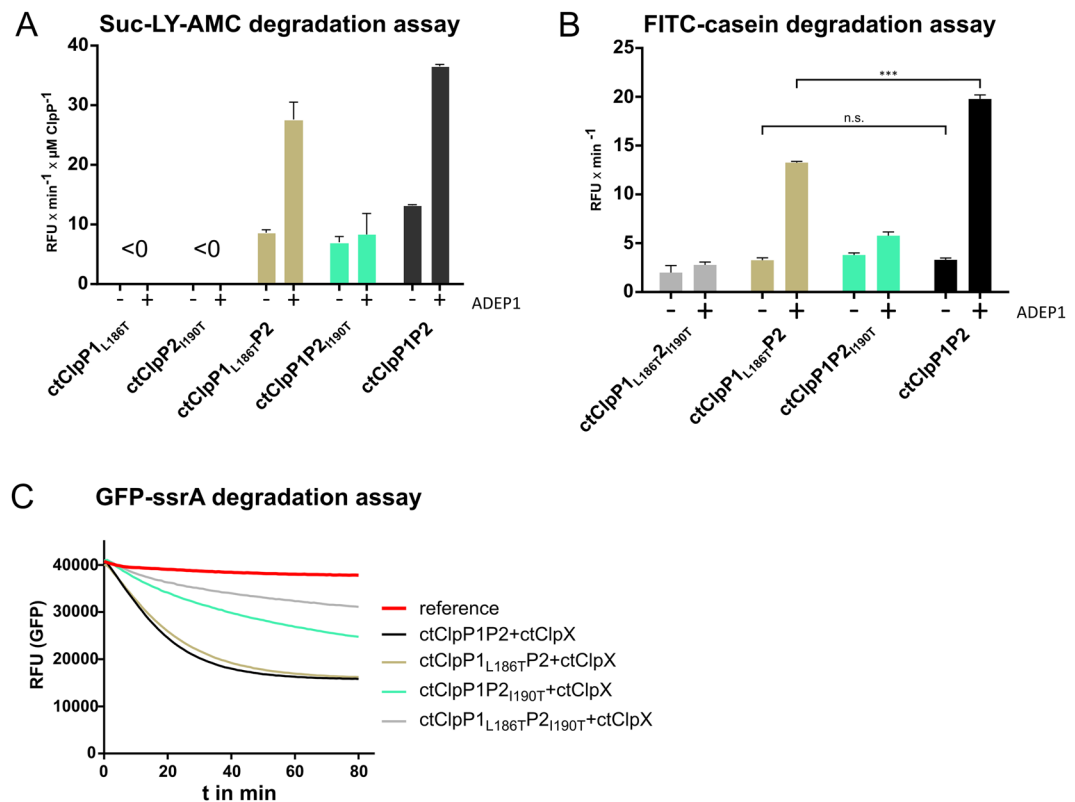 A
Suc-LY-AMC degradation assay
RFU x min⁻¹ x µM ClpP⁻¹
40
30
20
10
0
<0
<0
- + - + - + - + - +
ADEP1
ctClpP1L186T
ctClpP2I190T
ctClpP1L186TP2
ctClpP1P2I190T
ctClpP1P2
B
FITC-casein degradation assay
RFU x min⁻¹
25
20
15
10
5
0
***
n.s.
- + - + - + - +
ADEP1
ctClpP1L186T2I190T
ctClpP1L186TP2
ctClpP1P2I190T
ctClpP1P2
C
GFP-ssrA degradation assay
RFU (GFP)
40000
30000
20000
10000
0
0 20 40 60 80
t in min
reference
ctClpP1P2+ctClpX
ctClpP1L186TP2+ctClpX
ctClpP1P2I190T+ctClpX
ctClpP1L186TP2I190T+ctClpX